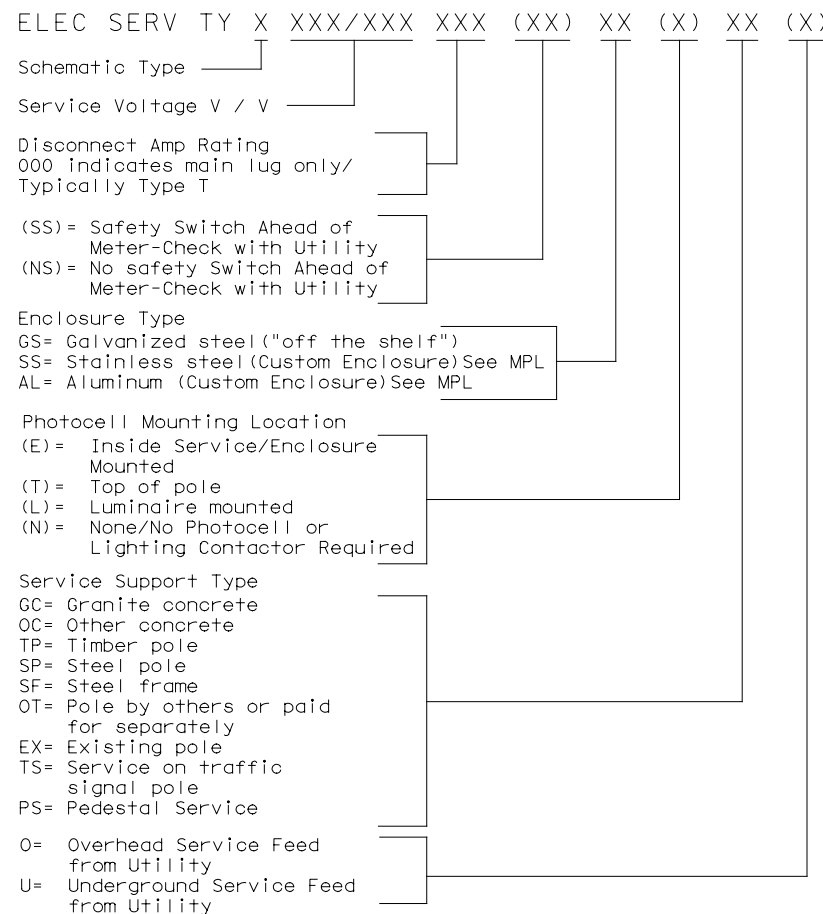 ELEC SERV TY X XXX/XXX XXX (XX) XX (X) XX (X)
Schematic Type
Service Voltage V / V
Disconnect Amp Rating
000 indicates main lug only/
Typically Type T
(SS)= Safety Switch Ahead of
Meter-Check with Utility
(NS)= No safety Switch Ahead of
Meter-Check with Utility
Enclosure Type
GS= Galvanized steel("off the shelf")
SS= Stainless steel(Custom Enclosure)See MPL
AL= Aluminum (Custom Enclosure)See MPL
Photocell Mounting Location
(E)= Inside Service/Enclosure
Mounted
(T)= Top of pole
(L)= Luminaire mounted
(N)= None/No Photocell or
Lighting Contactor Required
Service Support Type
GC= Granite concrete
OC= Other concrete
TP= Timber pole
SP= Steel pole
SF= Steel frame
OT= Pole by others or paid
for separately
EX= Existing pole
TS= Service on traffic
signal pole
PS= Pedestal Service
O= Overhead Service Feed
from Utility
U= Underground Service Feed
from Utility